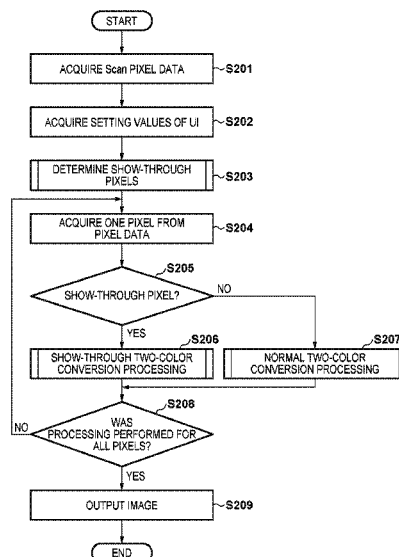 START
ACQUIRE Scan PIXEL DATA
S201
ACQUIRE SETTING VALUES OF UI
S202
DETERMINE SHOW-THROUGH
PIXELS
S203
ACQUIRE ONE PIXEL FROM
PIXEL DATA
S204
S205
SHOW-THROUGH PIXEL?
NO
YES
S206
SHOW-THROUGH TWO-COLOR
CONVERSION PROCESSING
S207
NORMAL TWO-COLOR
CONVERSION PROCESSING
S208
WAS
PROCESSING PERFORMED FOR
ALL PIXELS?
NO
YES
OUTPUT IMAGE
S209
END